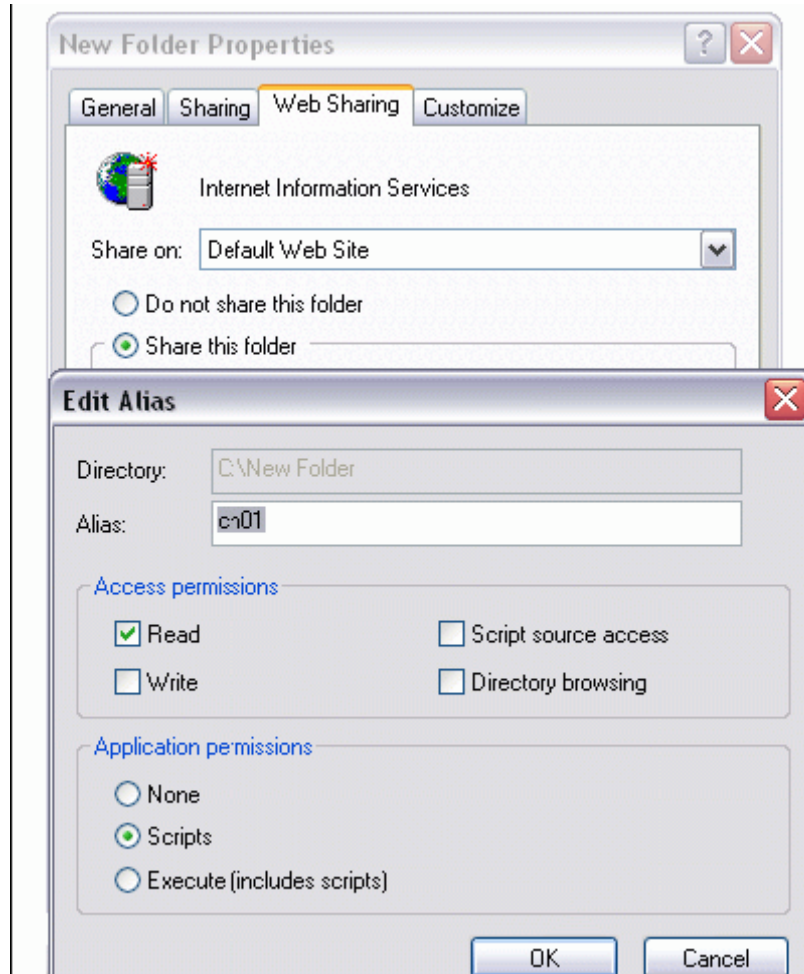 New Folder Properties
General Sharing Web Sharing Customize
Internet Information Services
Share on: Default Web Site
Do not share this folder
Share this folder
Edit Alias
Directory: C:\New Folder
Alias: cn01
Access permissions
Read Script source access
Write Directory browsing
Application permissions
None
Scripts
Execute (includes scripts)
OK Cancel